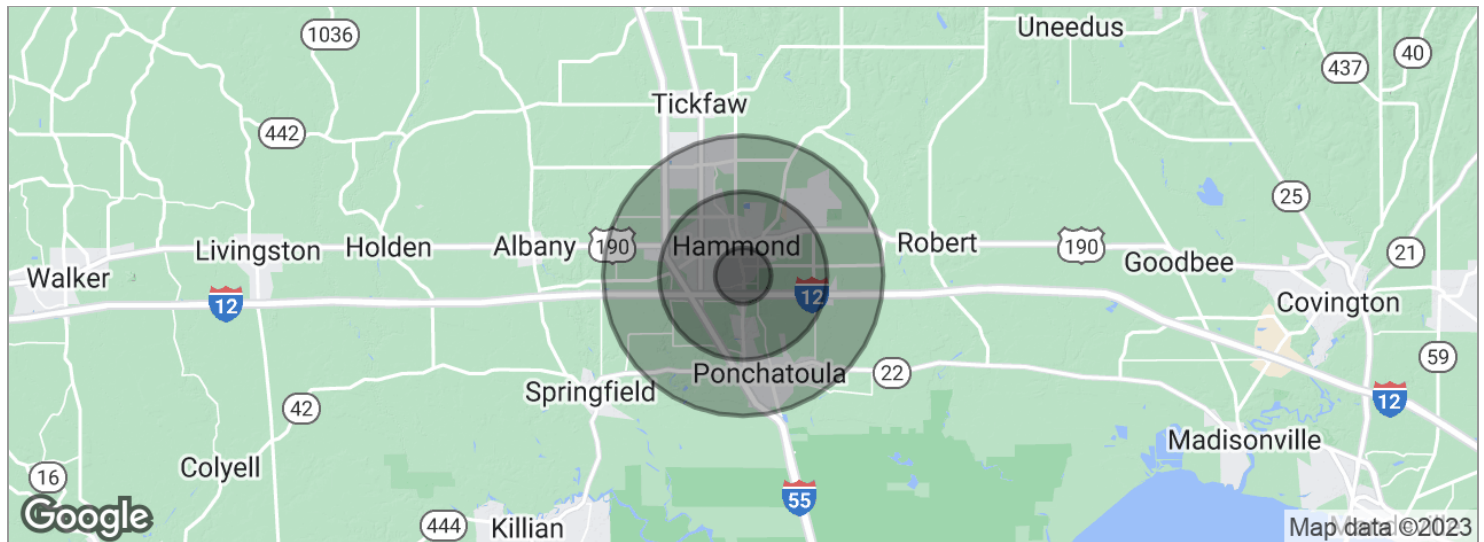 Uneedus
1036
40
437
Tickfaw
442
25
190
Hammond
Robert
190
21
Livingston
Holden
Albany
Goodbee
Walker
12
12
Covington
59
Ponchatoula
22
Springfield
42
12
Madisonville
Colyell
16
55
Google
444
Killian
Map data ©2023